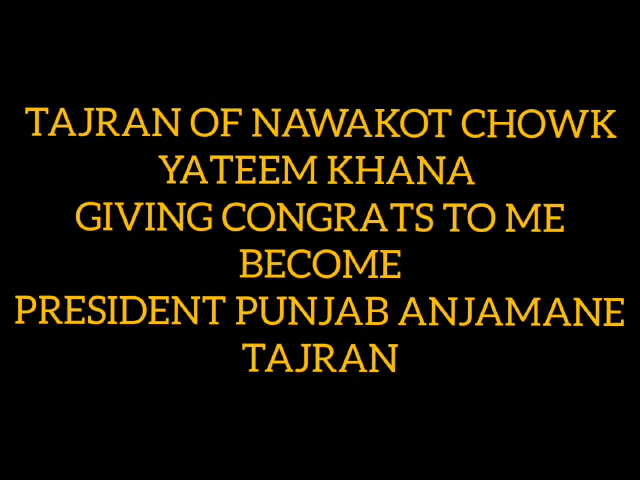 TAJRAN OF NAWAKOT CHOWK
YATEEM KHANA
GIVING CONGRATS TO ME
BECOME
PRESIDENT PUNJAB ANJAMANE
TAJRAN